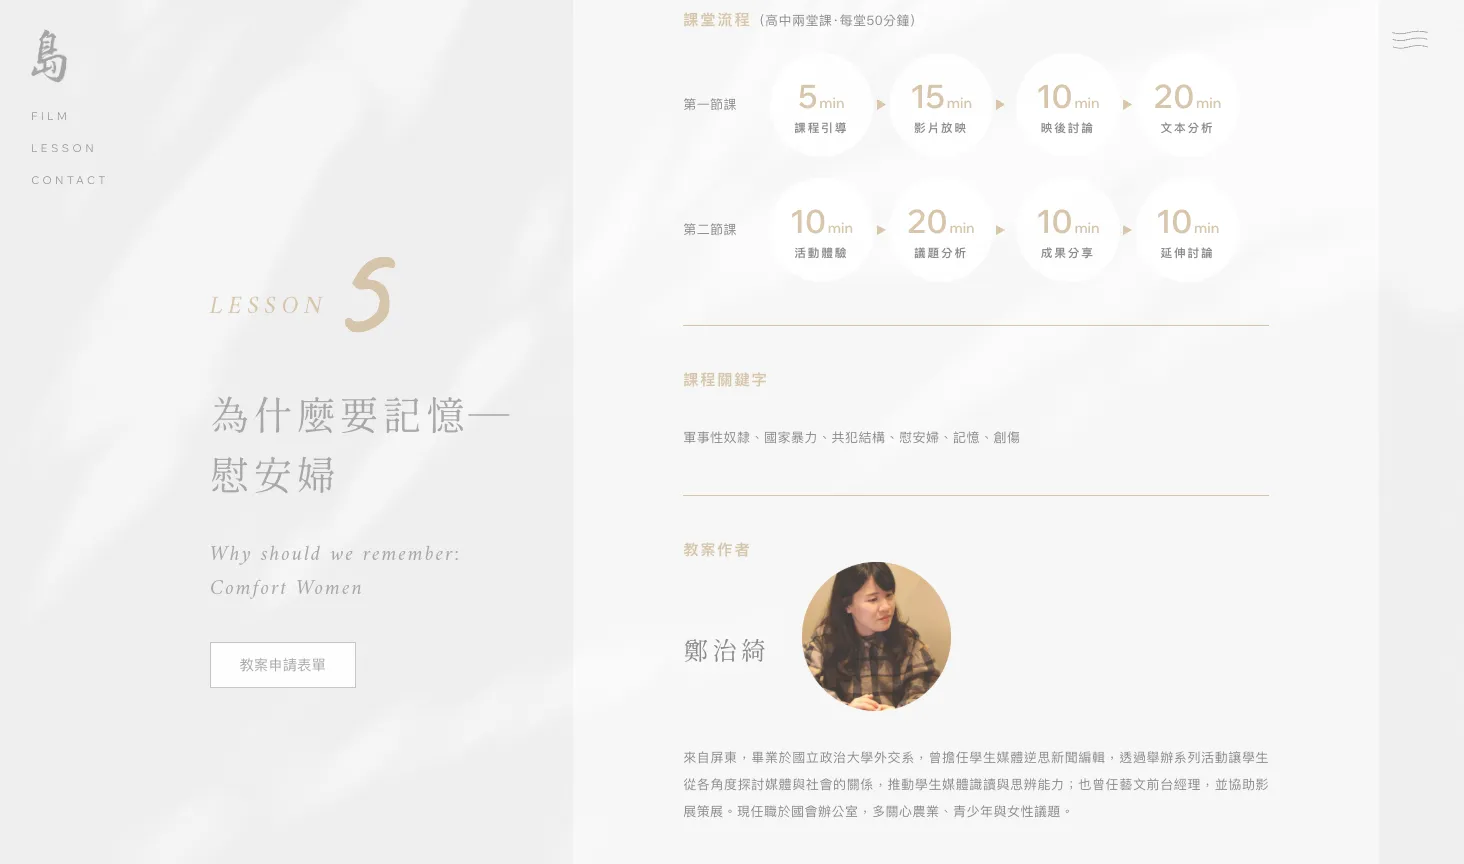 島
FILM
LESSON
CONTACT
LESSON 5
為什麼要記憶—
慰安婦
Why should we remember:
Comfort Women
教案申請表單
課堂流程（高中兩堂課·每堂50分鐘）
第一節課
5min
課程引導
15min
影片放映
10min
映後討論
20min
文本分析
第二節課
10min
活動體驗
20min
議題分析
10min
成果分享
10min
延伸討論
課程關鍵字
軍事性奴隸、國家暴力、共犯結構、慰安婦、記憶、創傷
教案作者
鄭治綺
來自屏東，畢業於國立政治大學外交系，曾擔任學生媒體逆思新聞編輯，透過舉辦系列活動讓學生
從各角度探討媒體與社會的關係，推動學生媒體識讀與思辨能力；也曾任藝文前台經理，並協助影
展策展。現任職於國會辦公室，多關心農業、青少年與女性議題。